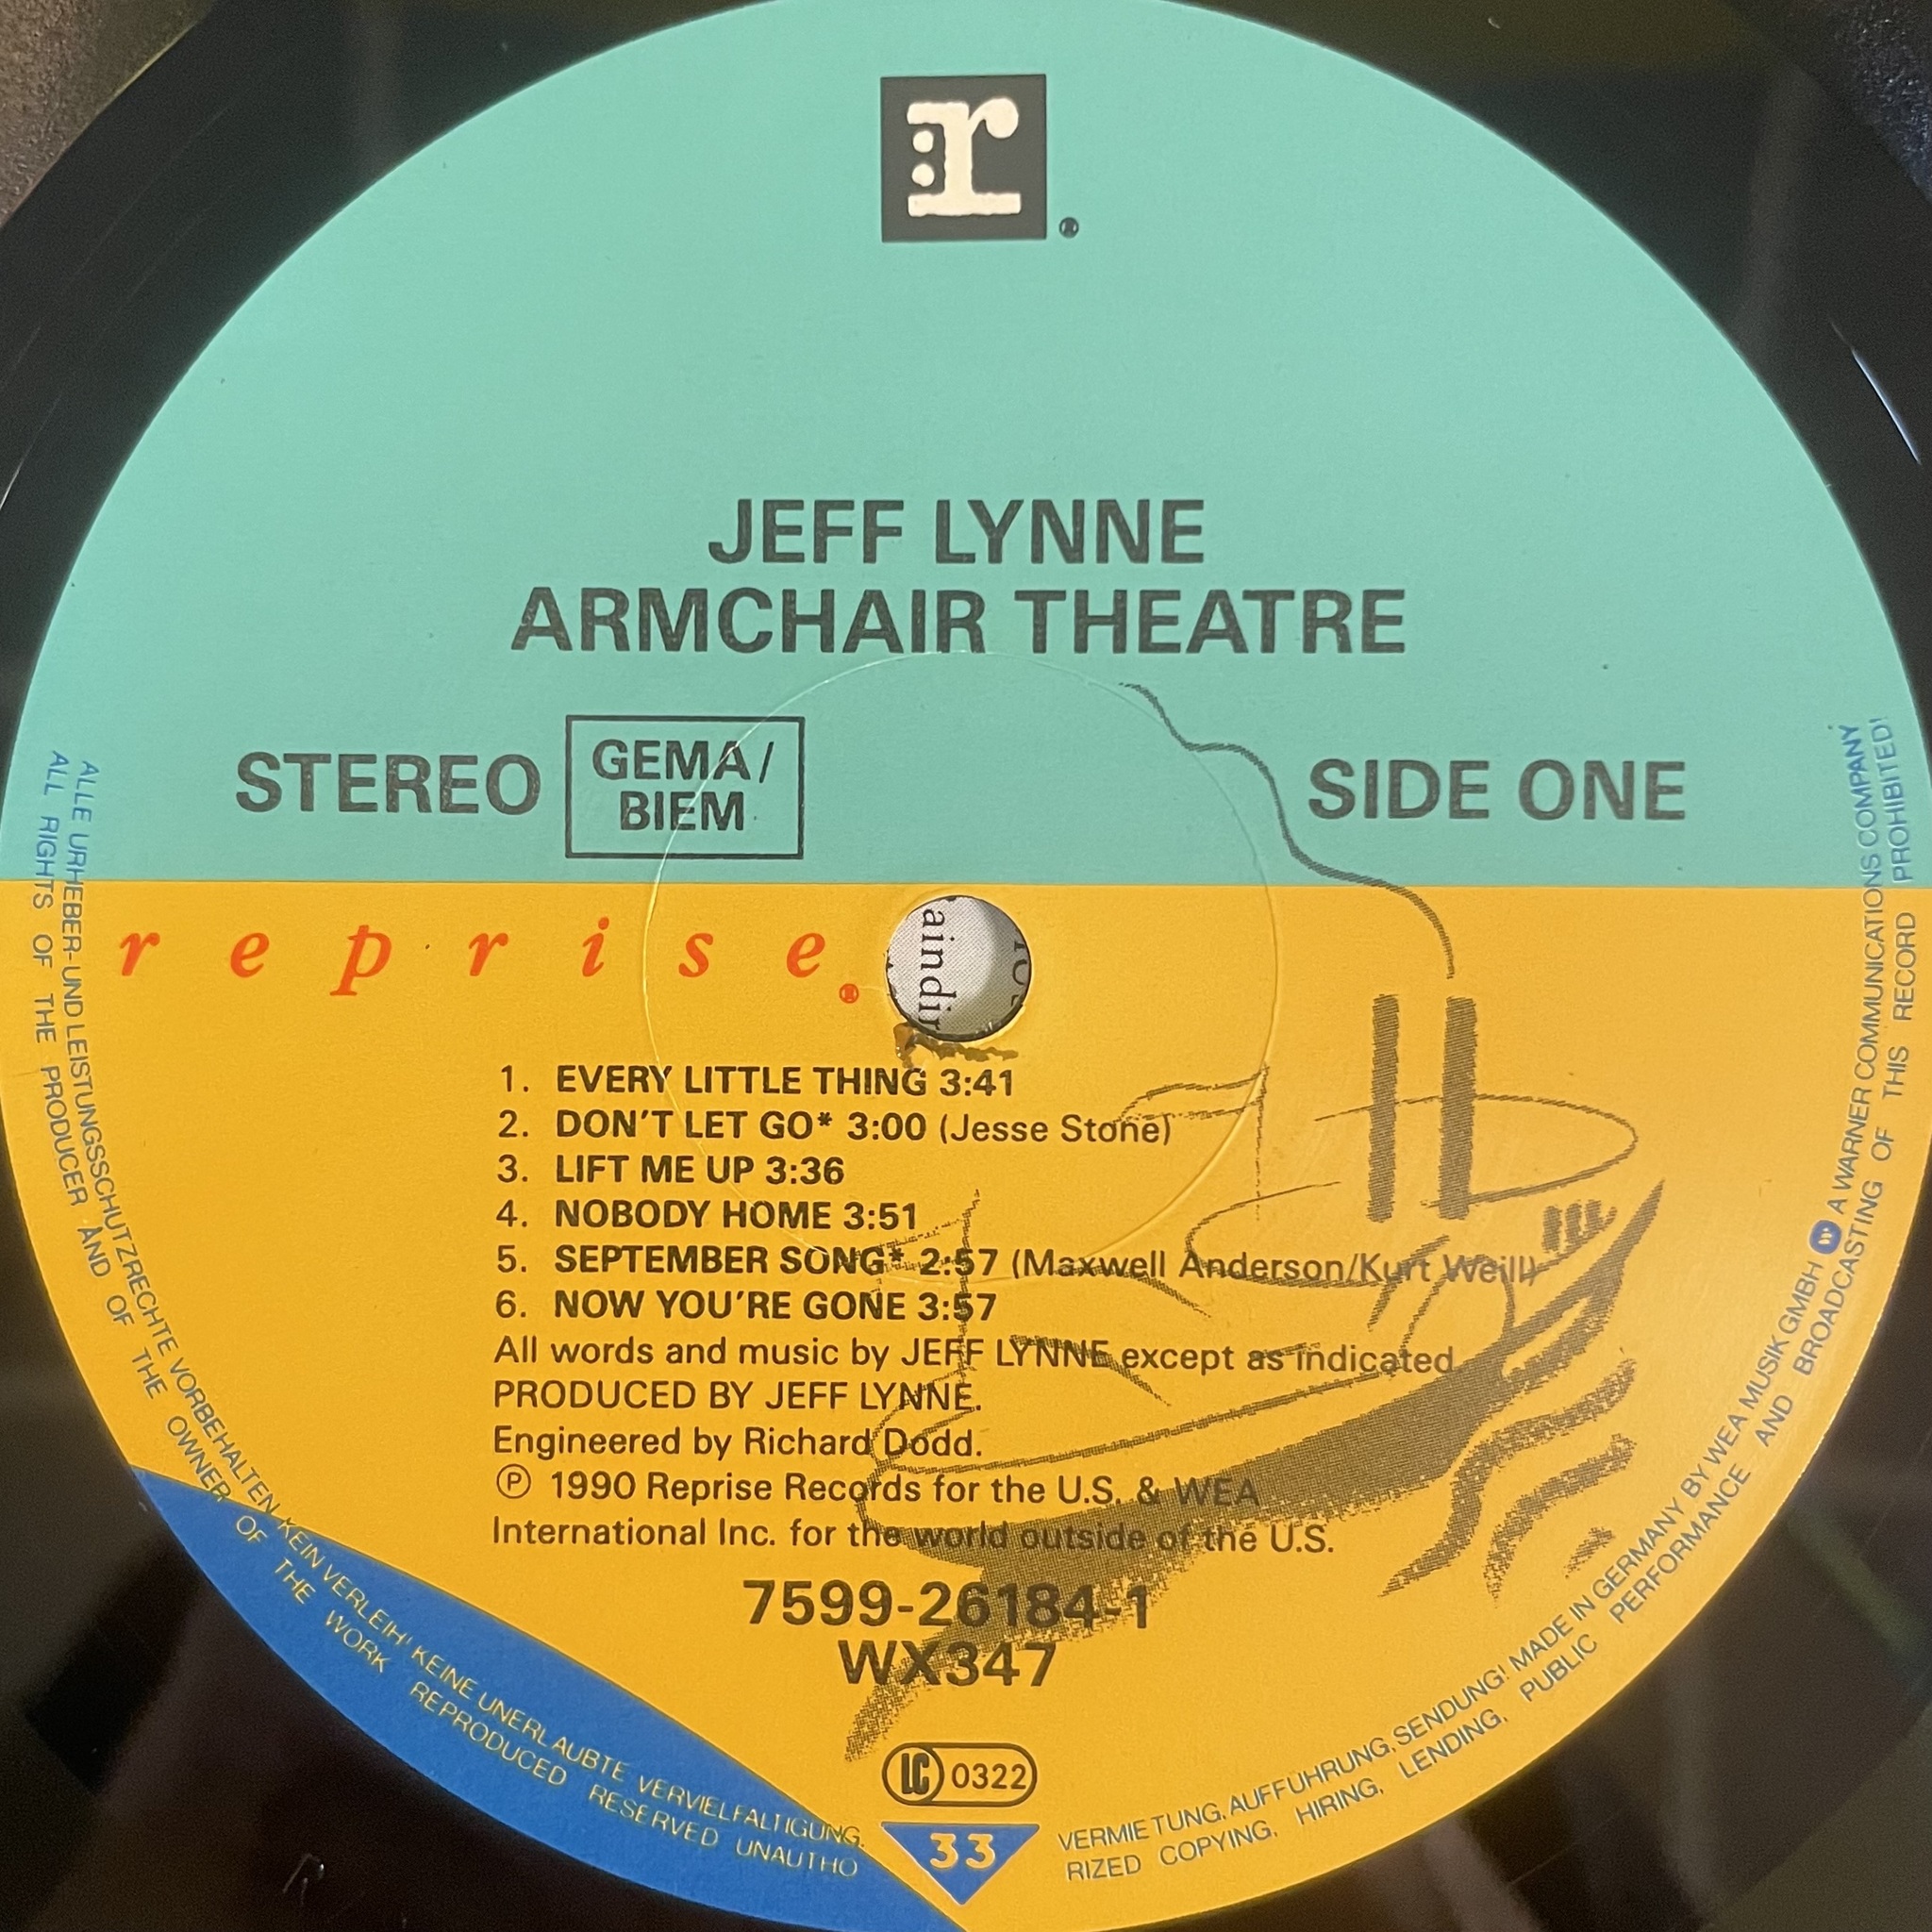 :r
®
JEFF LYNNE
ARMCHAIR THEATRE
STEREO
GEMA/
BIEM
SIDE ONE
reprise®
aindir
1. EVERY LITTLE THING 3:41
2. DON'T LET GO* 3:00 (Jesse Stone)
3. LIFT ME UP 3:36
4. NOBODY HOME 3:51
5. SEPTEMBER SONG* 2:57 (Maxwell Anderson/Kurt Weill)
6. NOW YOU'RE GONE 3:57
All words and music by JEFF LYNNE except as indicated
PRODUCED BY JEFF LYNNE.
Engineered by Richard Dodd.
℗ 1990 Reprise Records for the U.S. & WEA
International Inc. for the world outside of the U.S.
7599-26184-1
WX347
LC 0322
33
ALLE URHEBER-UND LEISTUNGSSCHUTZRECHTE VORBEHALTEN KEIN VERLEIH' KEINE UNERLAUBTE VERVIELFALTIGUNG, VERMIETUNG, AUFFUHRUNG, SENDUNG! MADE IN GERMANY BY WEA MUSIK GMBH W A WARNER COMMUNICATIONS COMPANY
ALL RIGHTS OF THE PRODUCER AND OF THE OWNER OF THE WORK REPRODUCED RESERVED UNAUTHORIZED COPYING, HIRING, LENDING, PUBLIC PERFORMANCE AND BROADCASTING OF THIS RECORD PROHIBITED!